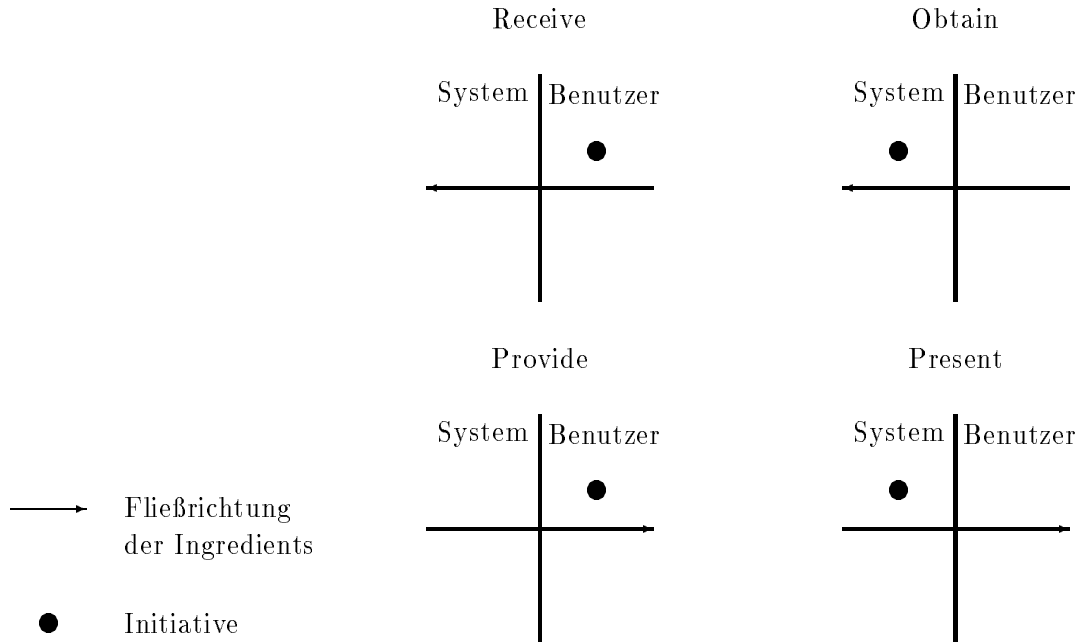 Receive
Obtain
System Benutzer
System Benutzer
Provide
Present
System Benutzer
System Benutzer
Fließrichtung
der Ingredients
Initiative